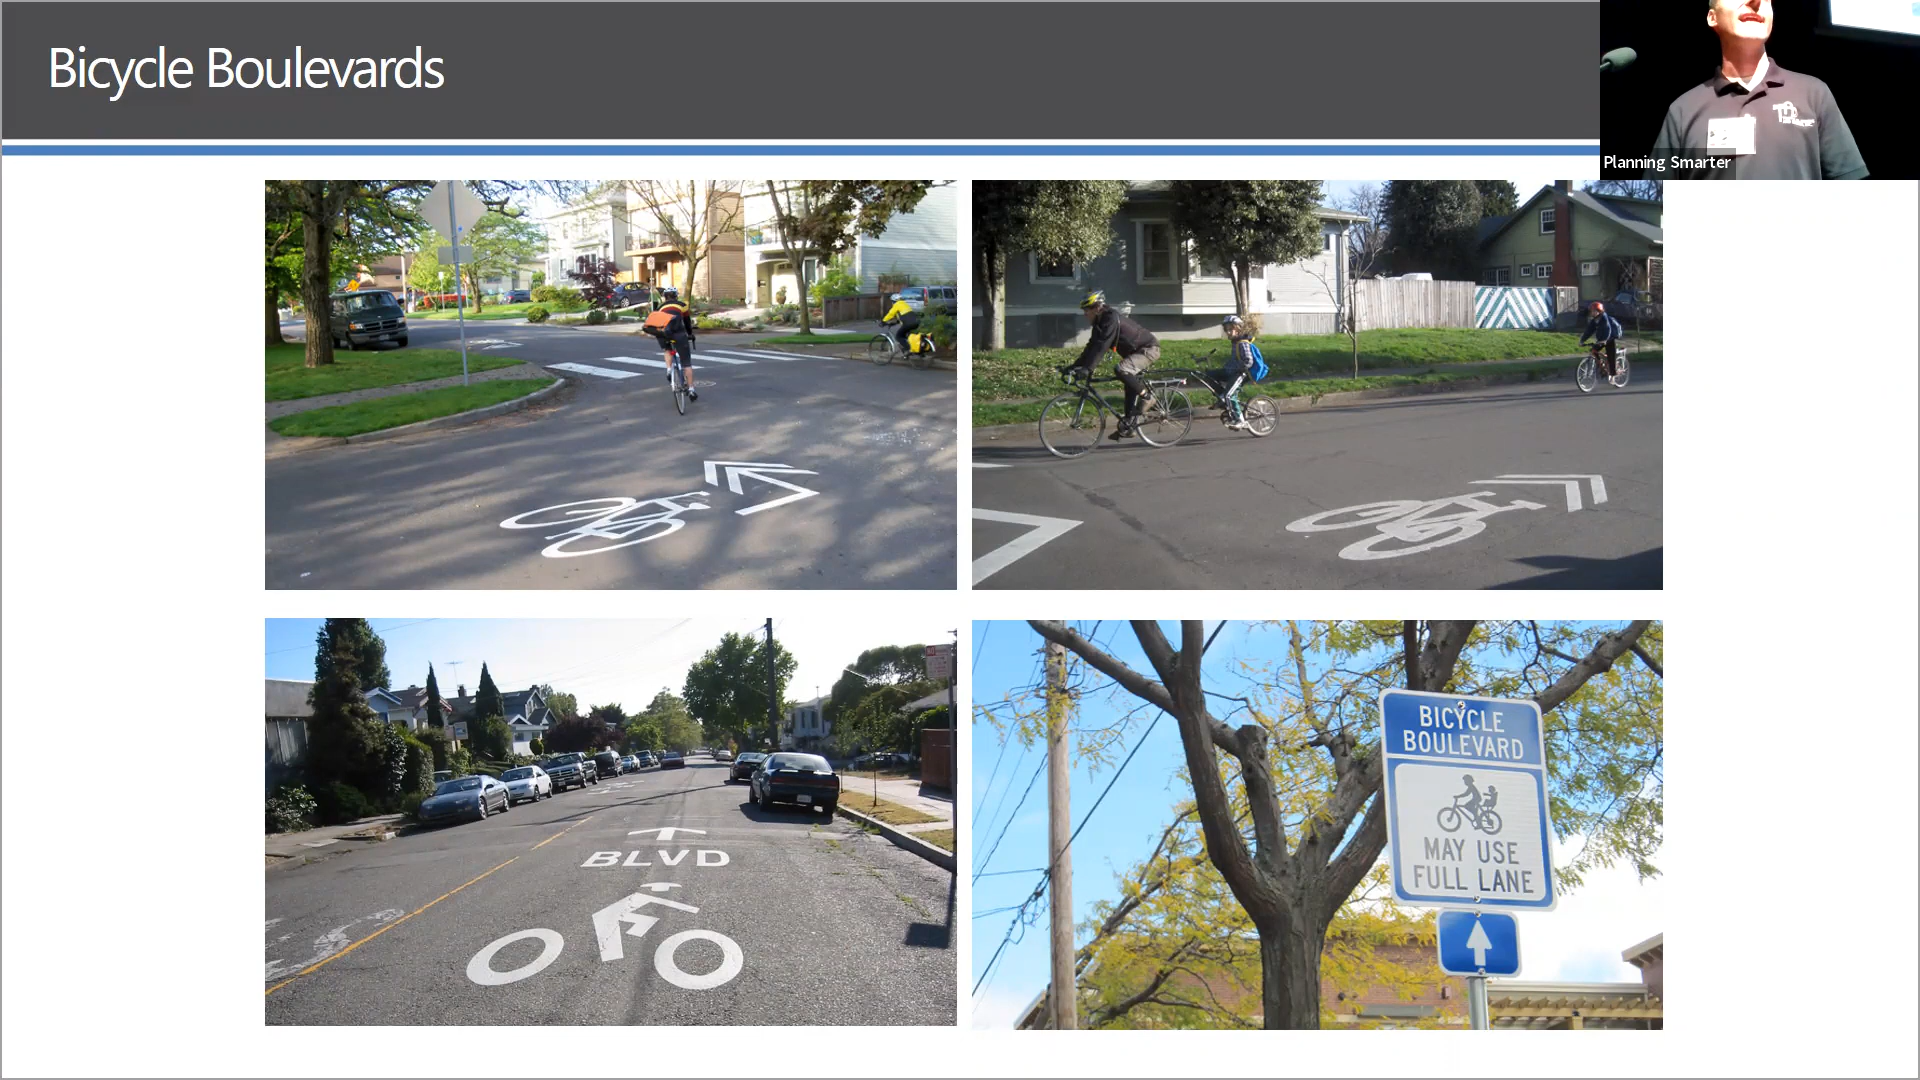 Bicycle Boulevards
Planning Smarter
BLVD
BICYCLE
BOULEVARD
MAY USE
FULL LANE